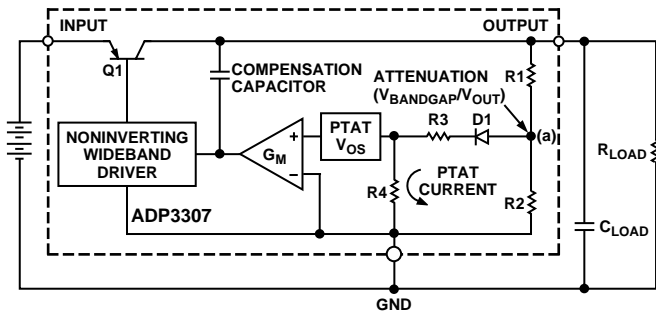 INPUT
OUTPUT
Q1
COMPENSATION
CAPACITOR
ATTENUATION
(VBANDGAP/VOUT)
R1
R3
D1
(a)
PTAT
VOS
GM
+
−
NONINVERTING
WIDEBAND
DRIVER
R4
PTAT
CURRENT
R2
RLOAD
CLOAD
ADP3307
GND